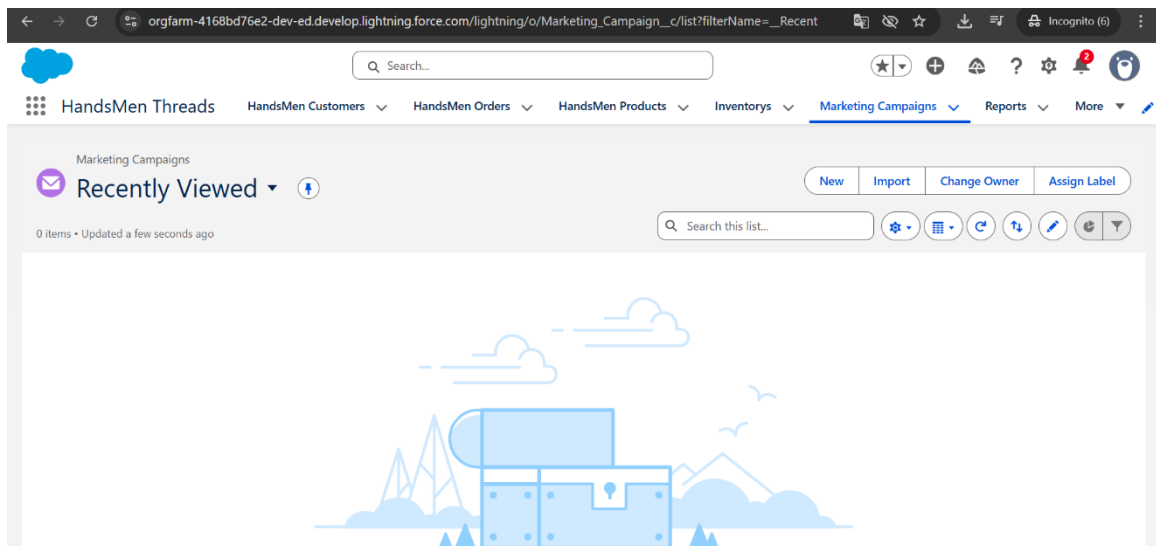 orgfarm-4168bd76e2-dev-ed.develop.lightning.force.com/lightning/o/Marketing_Campaign__c/list?filterName=__Recent Incognito (6)
Search...
2
HandsMen Threads HandsMen Customers HandsMen Orders HandsMen Products Inventorys Marketing Campaigns Reports More
Marketing Campaigns
Recently Viewed
New Import Change Owner Assign Label
0 items • Updated a few seconds ago
Search this list...